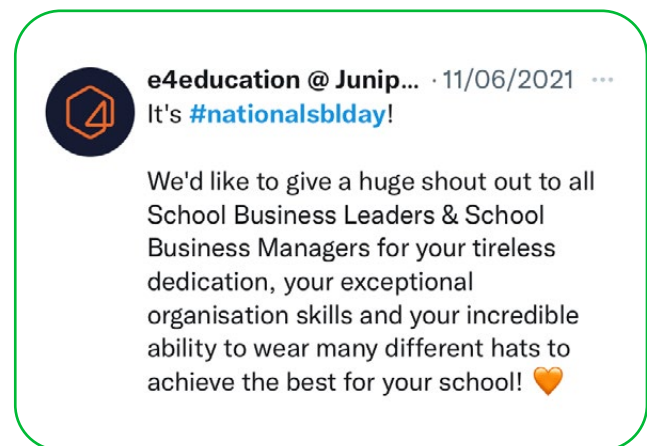 e4education @ Junip... · 11/06/2021 ...
It's #nationalsblday!
We'd like to give a huge shout out to all
School Business Leaders & School
Business Managers for your tireless
dedication, your exceptional
organisation skills and your incredible
ability to wear many different hats to
achieve the best for your school! 🧡